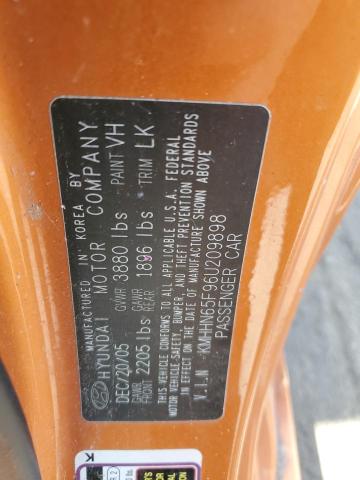 MANUFACTURED IN KOREA BY
HYUNDAI MOTOR COMPANY
DEC/20/05 GVWR 3880 lbs PAINT VH
GAWR FRONT 2205 lbs GAWR REAR 1896 lbs TRIM LK
THIS VEHICLE CONFORMS TO ALL APPLICABLE U.S.A. FEDERAL
MOTOR VEHICLE-SAFETY, BUMPER, AND THEFT PREVENTION STANDARDS
IN EFFECT ON THE DATE OF MANUFACTURE SHOWN ABOVE
V.I.N KMHHN65F96U209898
PASSENGER CAR
K